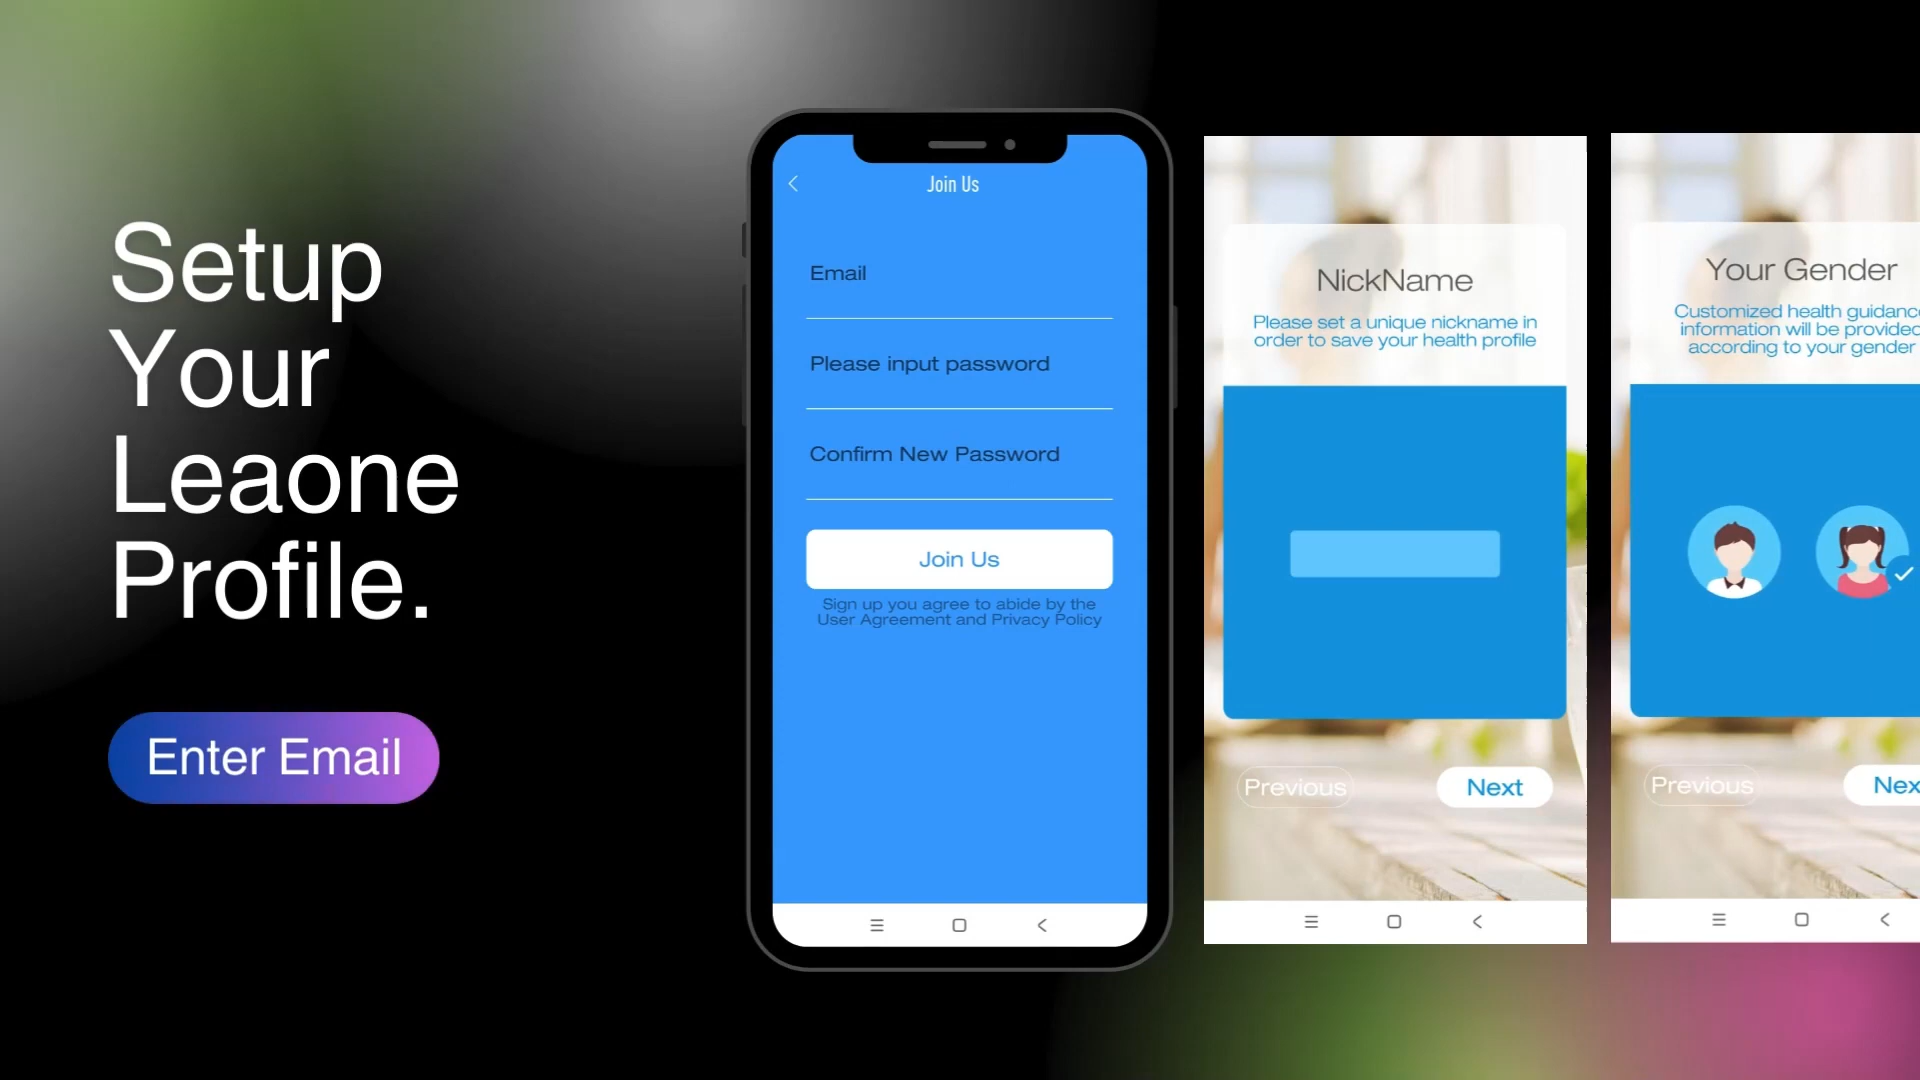 Setup
Your
Leaone
Profile.
Enter Email
Join Us
Email
Please input password
Confirm New Password
Join Us
Sign up you agree to abide by the
User Agreement and Privacy Policy
NickName
Please set a unique nickname in
order to save your health profile
Previous
Next
Your Gender
Customized health guidanc
information will be provided
according to your gender
Previous
Nex